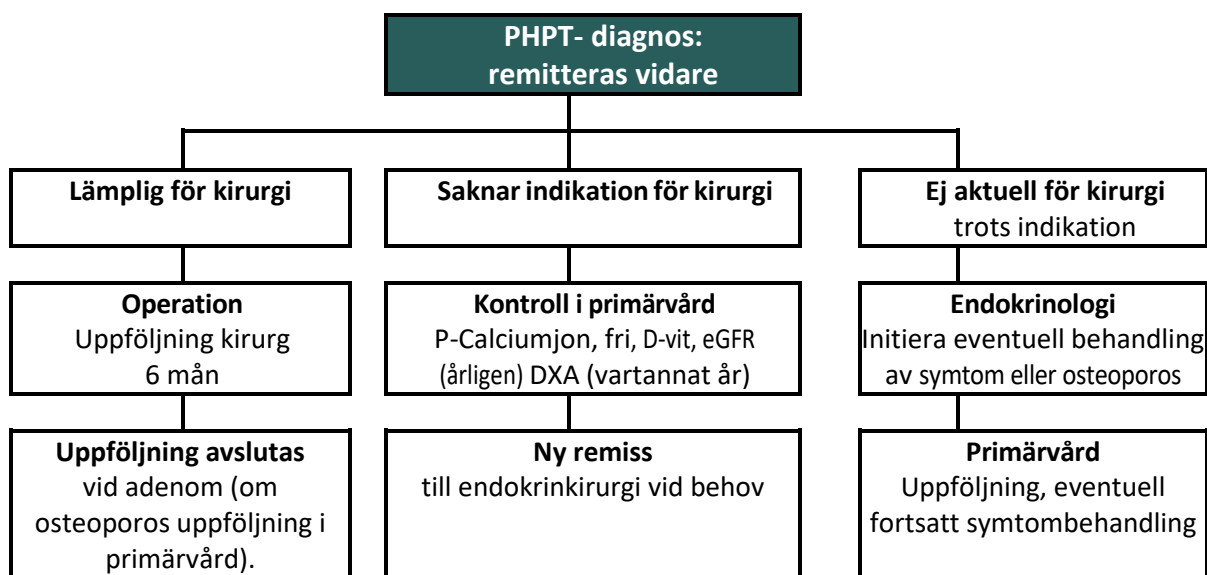 PHPT- diagnos:
remitteras vidare
Lämplig för kirurgi
Saknar indikation för kirurgi
Ej aktuell för kirurgi
trots indikation
Operation
Uppföljning kirurg
6 mån
Kontroll i primärvård
P-Calciumjon, fri, D-vit, eGFR
(årligen) DXA (vartannat år)
Endokrinologi
Initiera eventuell behandling
av symtom eller osteoporos
Uppföljning avslutas
vid adenom (om
osteoporos uppföljning i
primärvård).
Ny remiss
till endokrinkirurgi vid behov
Primärvård
Uppföljning, eventuell
fortsatt symtombehandling